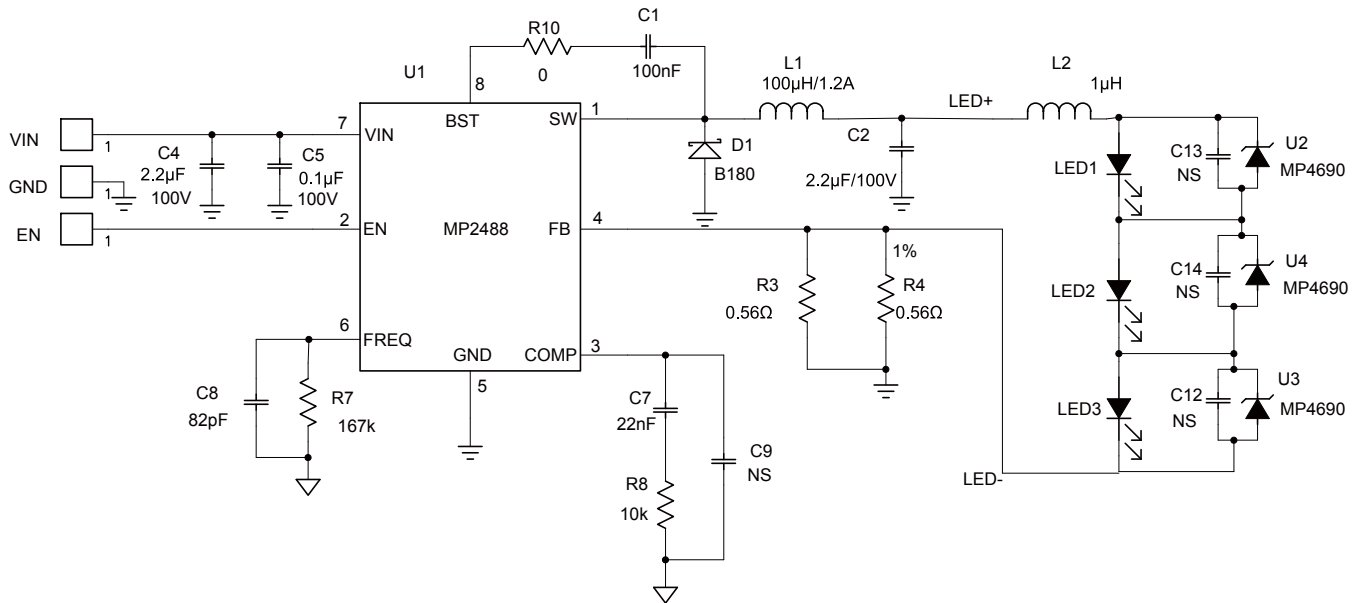 R10
0
C1
100nF
U1
8
BST
L1
100µH/1.2A
LED+
L2
1µH
VIN
1
7
VIN
SW
1
C4
2.2µF
100V
C5
0.1µF
100V
D1
B180
C2
2.2µF/100V
GND
1
EN
1
2
EN
MP2488
FB
4
LED1
C13
NS
U2
MP4690
1%
R3
0.56Ω
R4
0.56Ω
LED2
C14
NS
U4
MP4690
6
FREQ
GND
5
COMP
3
C8
82pF
R7
167k
C7
22nF
C9
NS
R8
10k
LED3
C12
NS
U3
MP4690
LED-